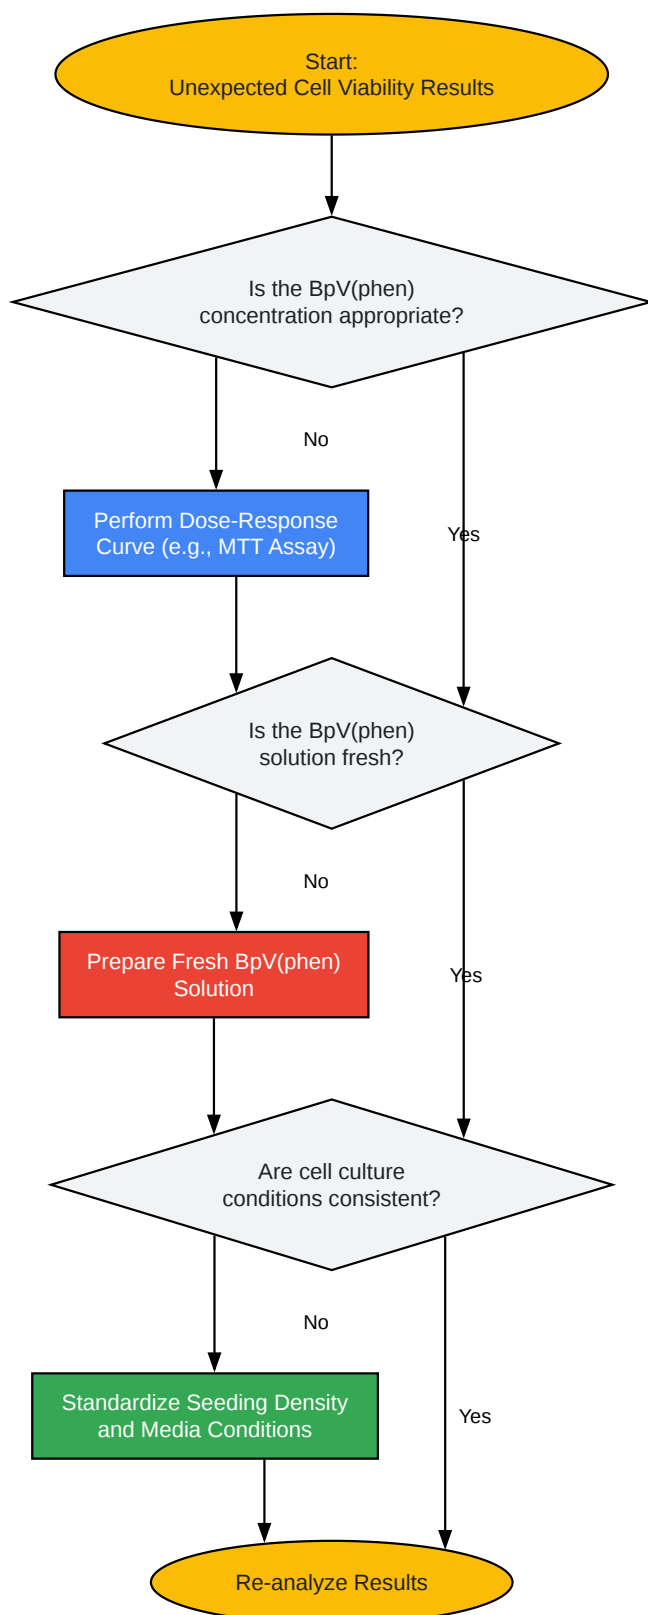 Start:
Unexpected Cell Viability Results
Is the BpV(phen)
concentration appropriate?
No
Perform Dose-Response
Curve (e.g., MTT Assay)
Yes
Is the BpV(phen)
solution fresh?
No
Prepare Fresh BpV(phen)
Solution
Yes
Are cell culture
conditions consistent?
No
Standardize Seeding Density
and Media Conditions
Yes
Re-analyze Results